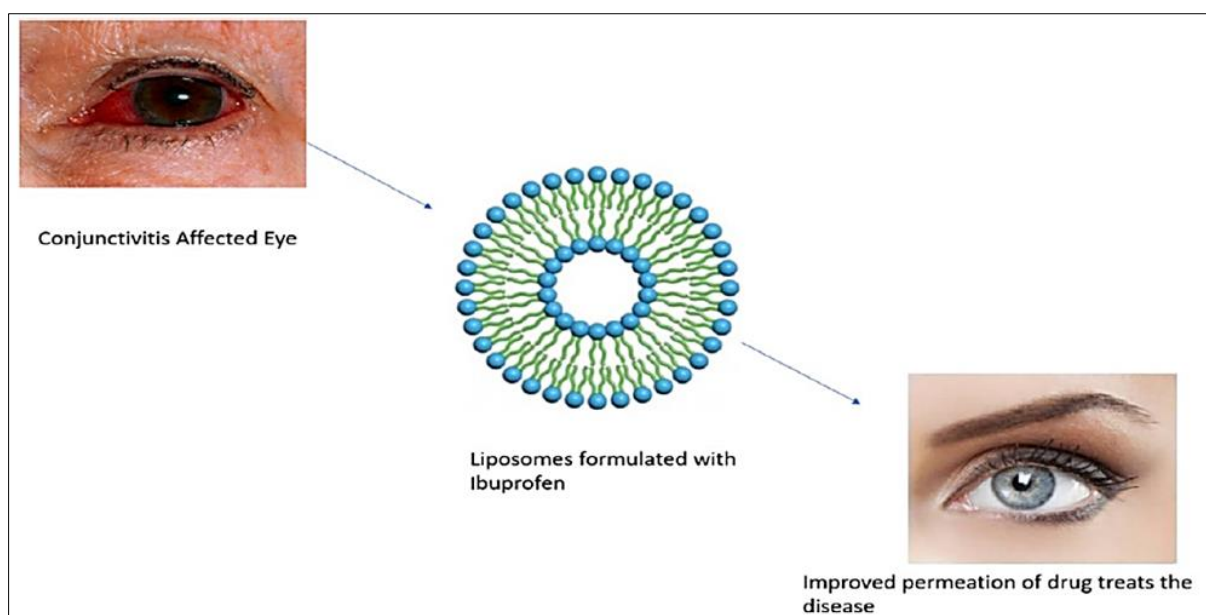 Conjunctivitis Affected Eye
Liposomes formulated with
Ibuprofen
Improved permeation of drug treats the
disease